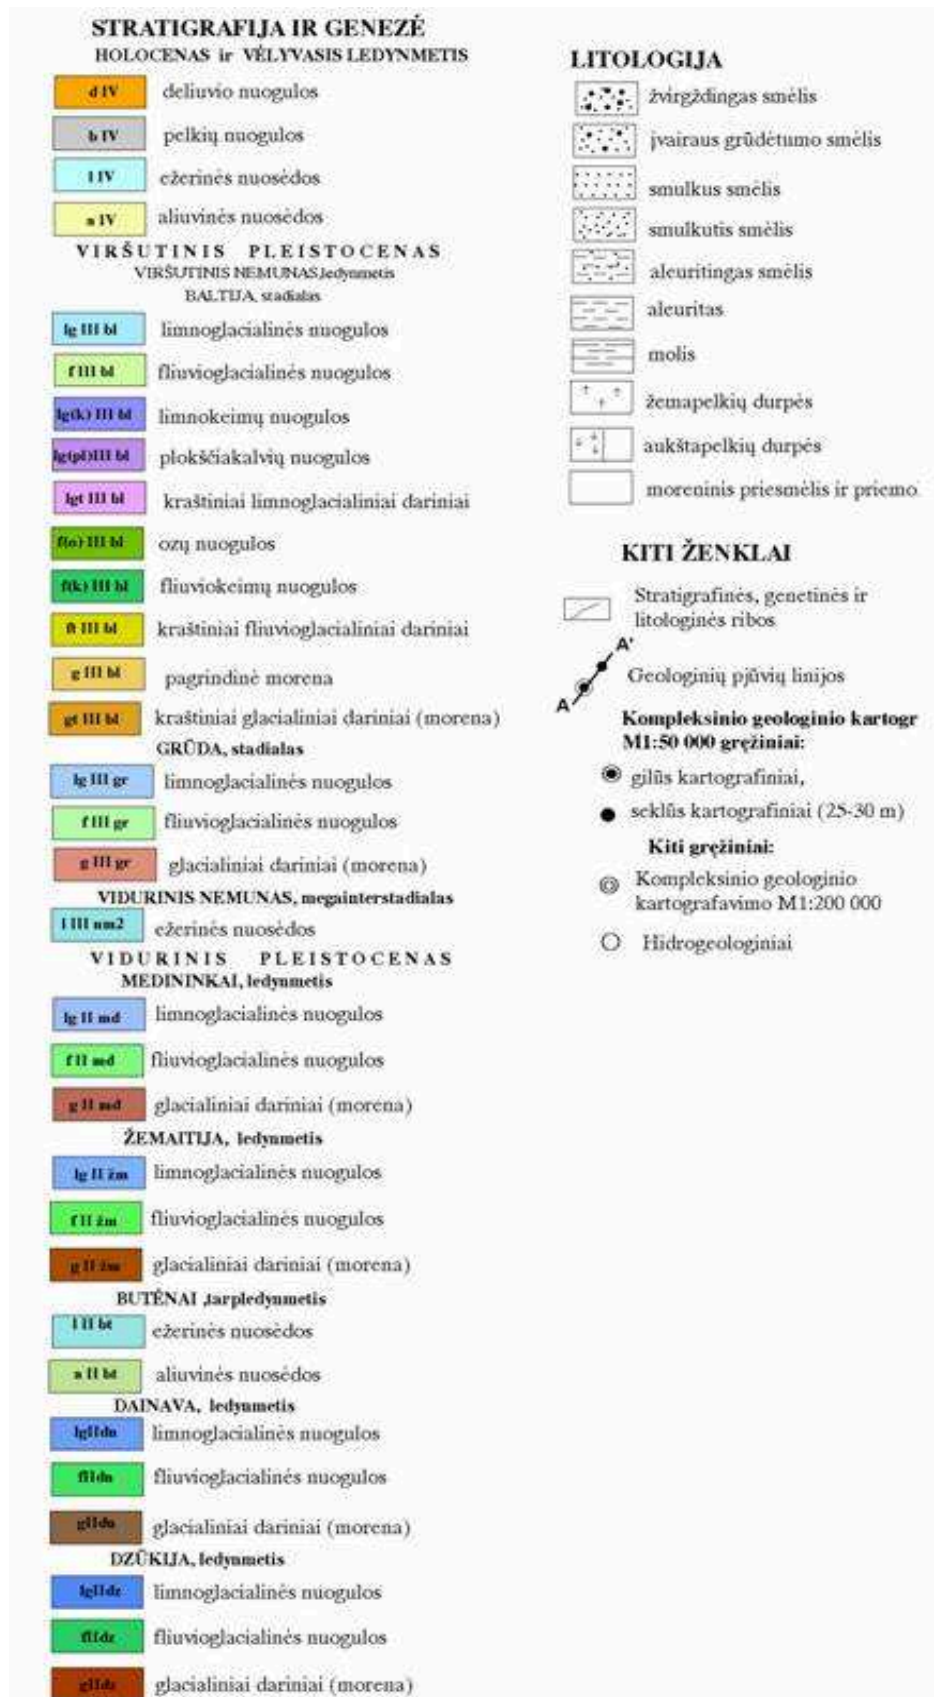 STRATIGRAFIJA IR GENEZĖ
HOLOCENAS ir VĖLYVASIS LEDYNMETIS
d IV deliuvio nuogulos
b IV pelkių nuogulos
l IV ežerinės nuosėdos
a IV aliuvinės nuosėdos
VIRŠUTINIS PLEISTOCENAS
VIRŠUTINIS NEMUNAS,ledynmetis
BALTIJA, stadialas
lg III bl limnoglacialinės nuogulos
f III bl fliuvioglacialinės nuogulos
lg(k) III bl limnokeimų nuogulos
lg(pl)III bl plokščiakalvių nuogulos
lgt III bl kraštiniai limnoglacialiniai dariniai
f(o) III bl ozų nuogulos
f(k) III bl fliuviokeimų nuogulos
ft III bl kraštiniai fliuvioglacialiniai dariniai
g III bl pagrindinė morena
gt III bl kraštiniai glacialiniai dariniai (morena)
GRŪDA, stadialas
lg III gr limnoglacialinės nuogulos
f III gr fliuvioglacialinės nuogulos
g III gr glacialiniai dariniai (morena)
VIDURINIS NEMUNAS, megainterstadialas
l III nm2 ežerinės nuosėdos
VIDURINIS PLEISTOCENAS
MEDININKAI, ledynmetis
lg II md limnoglacialinės nuogulos
f II md fliuvioglacialinės nuogulos
g II md glacialiniai dariniai (morena)
ŽEMAITIJA, ledynmetis
lg II žm limnoglacialinės nuogulos
f II žm fliuvioglacialinės nuogulos
g II žm glacialiniai dariniai (morena)
BUTĖNAI ,tarpledynmetis
l II bt ežerinės nuosėdos
a II bt aliuvinės nuosėdos
DAINAVA, ledynmetis
lgIIdn limnoglacialinės nuogulos
fIIdn fliuvioglacialinės nuogulos
gIIdn glacialiniai dariniai (morena)
DZŪKIJA, ledynmetis
lgIIdz limnoglacialinės nuogulos
fIIdz fliuvioglacialinės nuogulos
gIIdz glacialiniai dariniai (morena)
LITOLOGIJA
žvirgždingas smėlis
įvairaus grūdėtumo smėlis
smulkus smėlis
smulkutis smėlis
aleuritingas smėlis
aleuritas
molis
žemapelkių durpės
aukštapelkių durpės
moreninis priesmėlis ir priemo
KITI ŽENKLAI
Stratigrafinės, genetinės ir
litologinės ribos
A'
Geologinių pjūvių linijos
A
Kompleksinio geologinio kartogr
M1:50 000 gręžiniai:
gilūs kartografiniai,
seklūs kartografiniai (25-30 m)
Kiti gręžiniai:
Kompleksinio geologinio
kartografavimo M1:200 000
Hidrogeologiniai